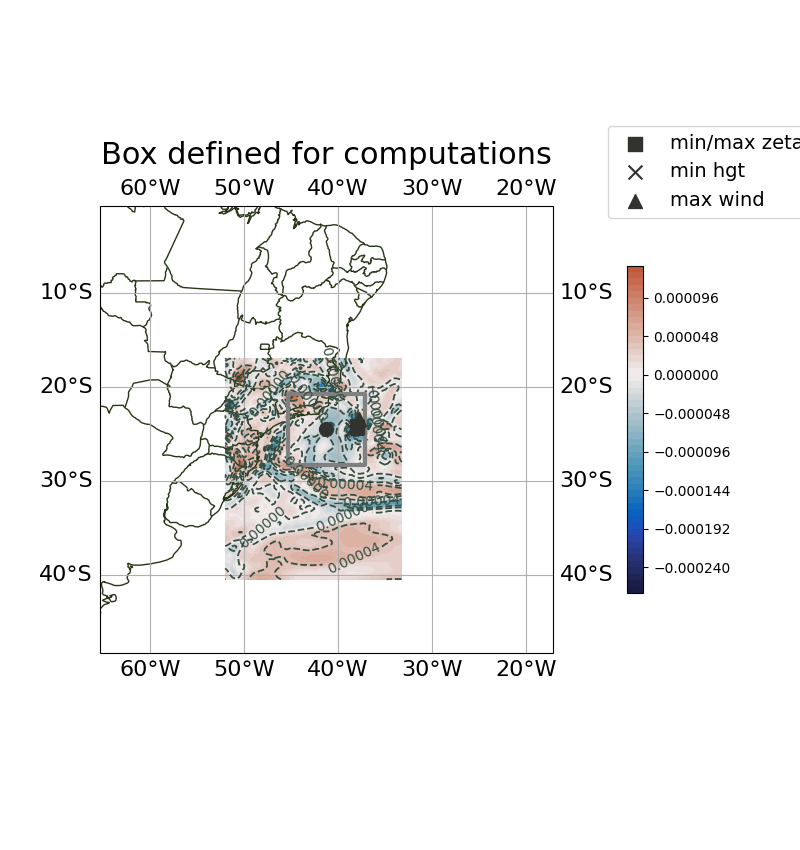 Box defined for computations
60°W 50°W 40°W 30°W 20°W
min/max zeta
min hgt
max wind
10°S 10°S
20°S 20°S
30°S 30°S
40°S 40°S
0.00000
0.00004
0.00004
60°W 50°W 40°W 30°W 20°W
0.000096
0.000048
0.000000
−0.000048
−0.000096
−0.000144
−0.000192
−0.000240